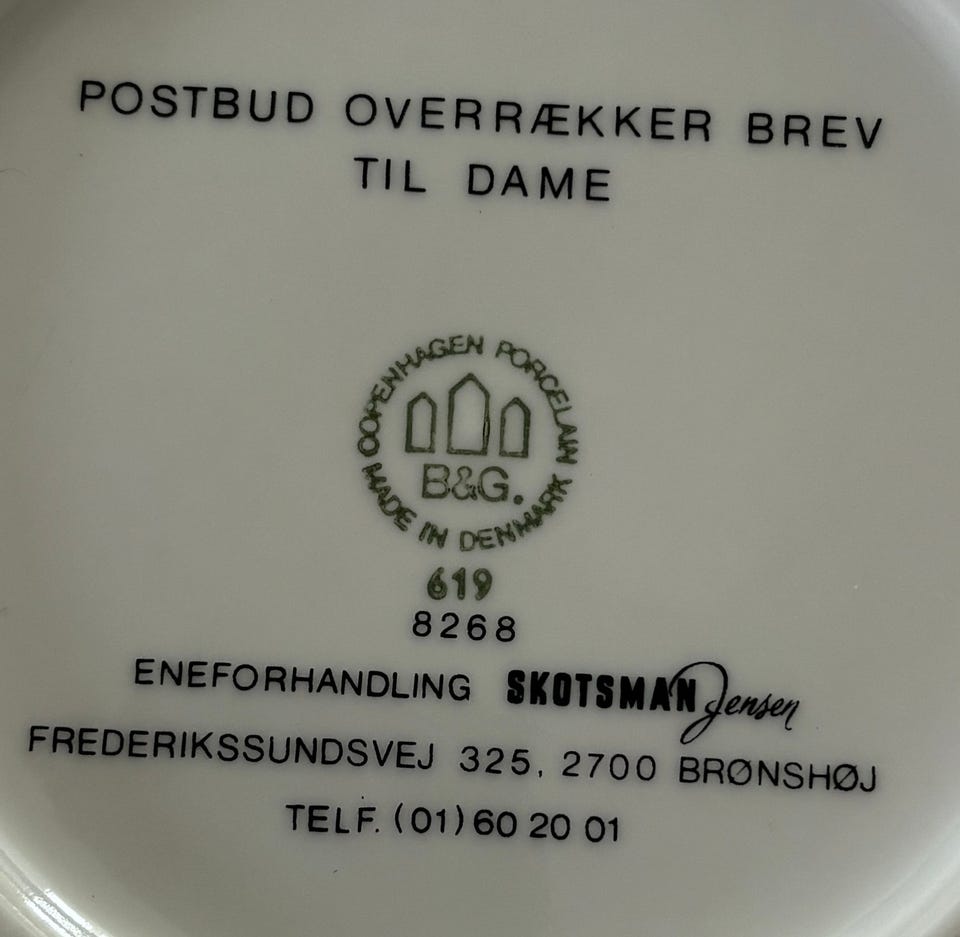 POSTBUD OVERRÆKKER BREV
TIL DAME
COPENHAGEN PORCELAIN
B&G.
MADE IN DENMARK
619
8268
ENEFORHANDLING SKOTSMAN Jensen
FREDERIKSSUNDSVEJ 325, 2700 BRØNSHØJ
TELF. (01) 60 20 01